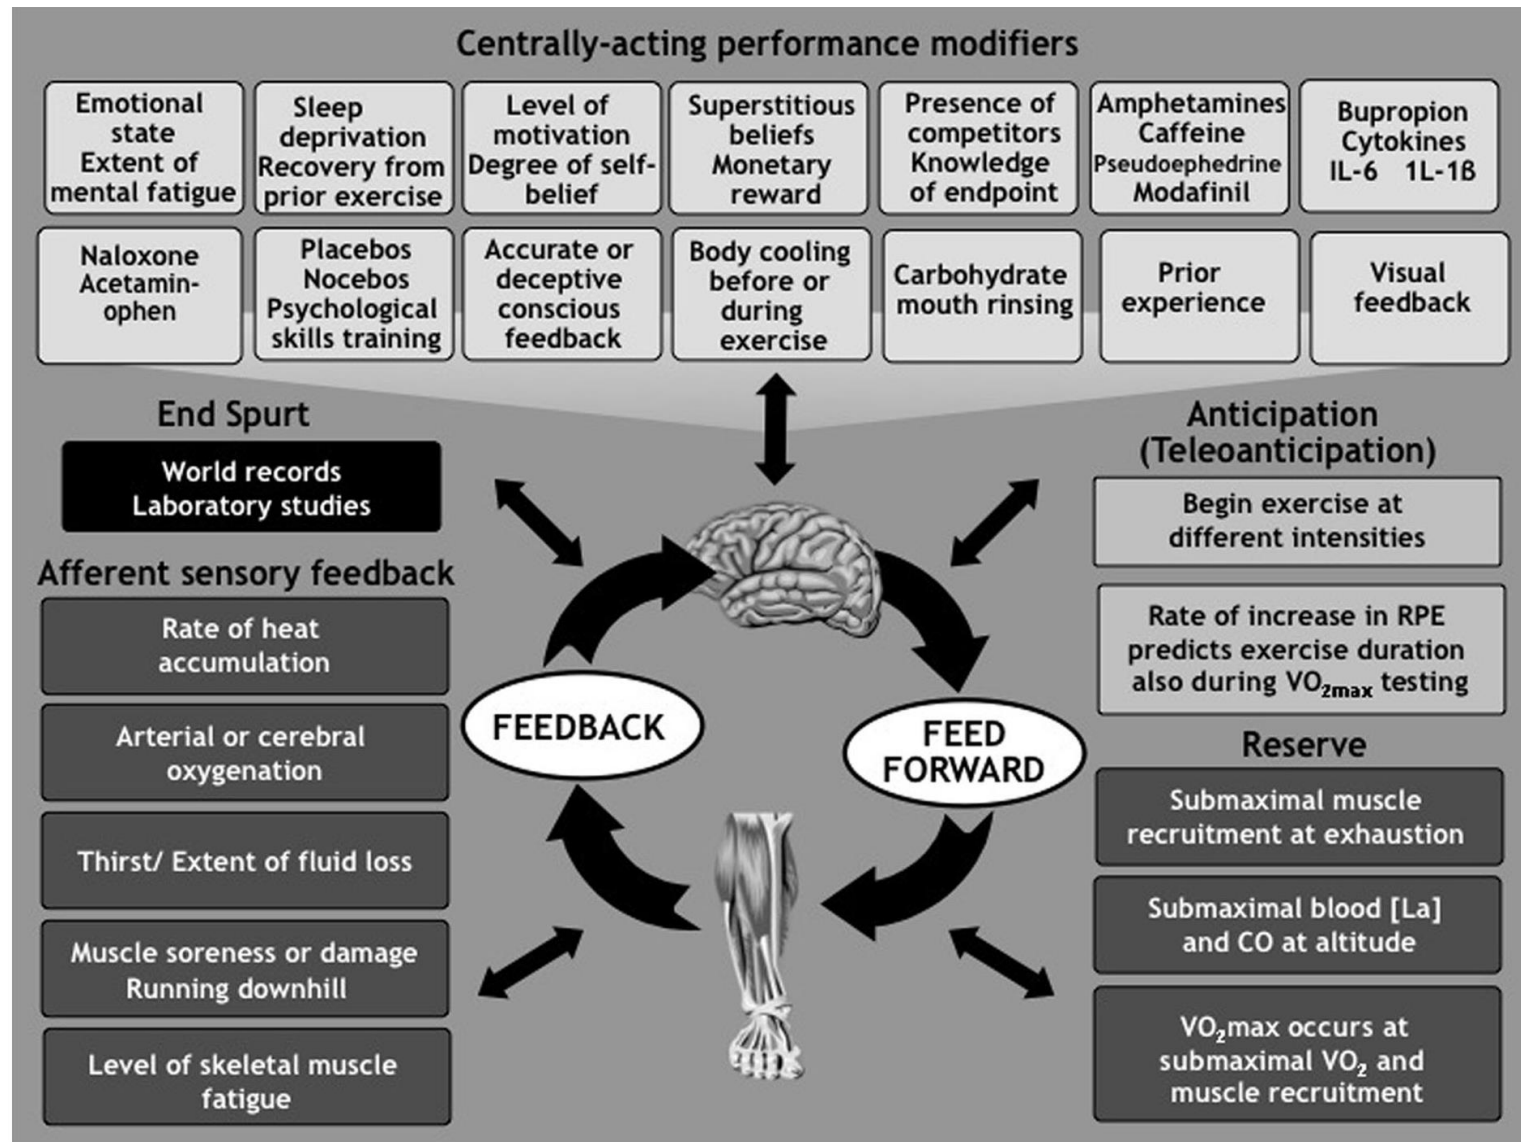 Centrally-acting performance modifiers
Emotional
state
Extent of
mental fatigue
Sleep
deprivation
Recovery from
prior exercise
Level of
motivation
Degree of self-
belief
Superstitious
beliefs
Monetary
reward
Presence of
competitors
Knowledge
of endpoint
Amphetamines
Caffeine
Pseudoephedrine
Modafinil
Bupropion
Cytokines
IL-6 1L-1ß
Naloxone
Acetamin-
ophen
Placebos
Nocebos
Psychological
skills training
Accurate or
deceptive
conscious
feedback
Body cooling
before or
during
exercise
Carbohydrate
mouth rinsing
Prior
experience
Visual
feedback
End Spurt
World records
Laboratory studies
Afferent sensory feedback
Rate of heat
accumulation
Arterial or cerebral
oxygenation
Thirst/ Extent of fluid loss
Muscle soreness or damage
Running downhill
Level of skeletal muscle
fatigue
FEEDBACK
FEED
FORWARD
Anticipation
(Teleoanticipation)
Begin exercise at
different intensities
Rate of increase in RPE
predicts exercise duration
also during VO₂max testing
Reserve
Submaximal muscle
recruitment at exhaustion
Submaximal blood [La]
and CO at altitude
VO₂max occurs at
submaximal VO₂ and
muscle recruitment